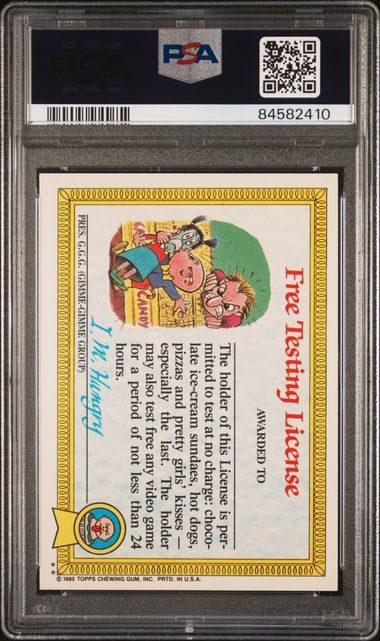 PSA
84582410
Free Testing License
AWARDED TO
The holder of this License is per-
mitted to test at no charge: choco-
late ice-cream sundaes, hot dogs,
pizzas and pretty girls' kisses —
especially the last. The holder
may also test free any video game
for a period of not less than 24
hours.
CANDY
I. M. Hungry
PRES. G.G.G. (GIMME-GIMME GROUP)
** © 1985 TOPPS CHEWING GUM, INC. PRTD. IN U.S.A.